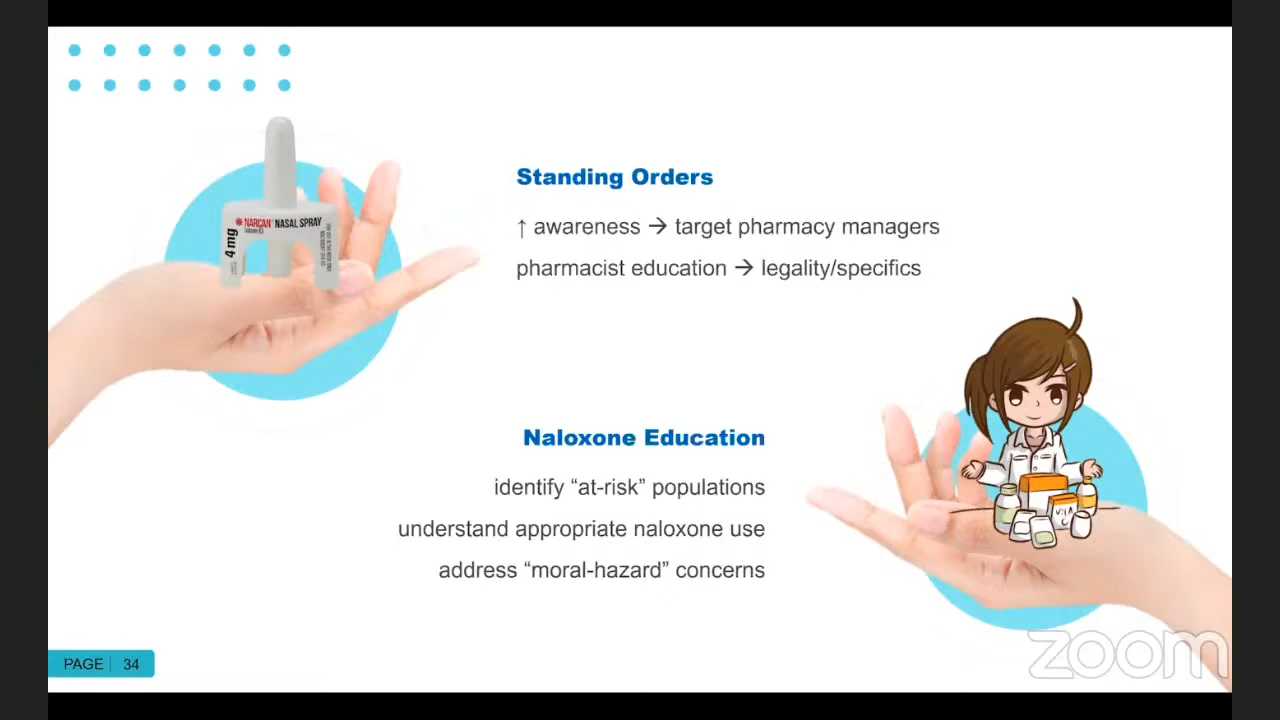 NARCAN NASAL SPRAY
4 mg
Standing Orders
↑ awareness → target pharmacy managers
pharmacist education → legality/specifics
Naloxone Education
identify “at-risk” populations
understand appropriate naloxone use
address “moral-hazard” concerns
PAGE | 34
zoom